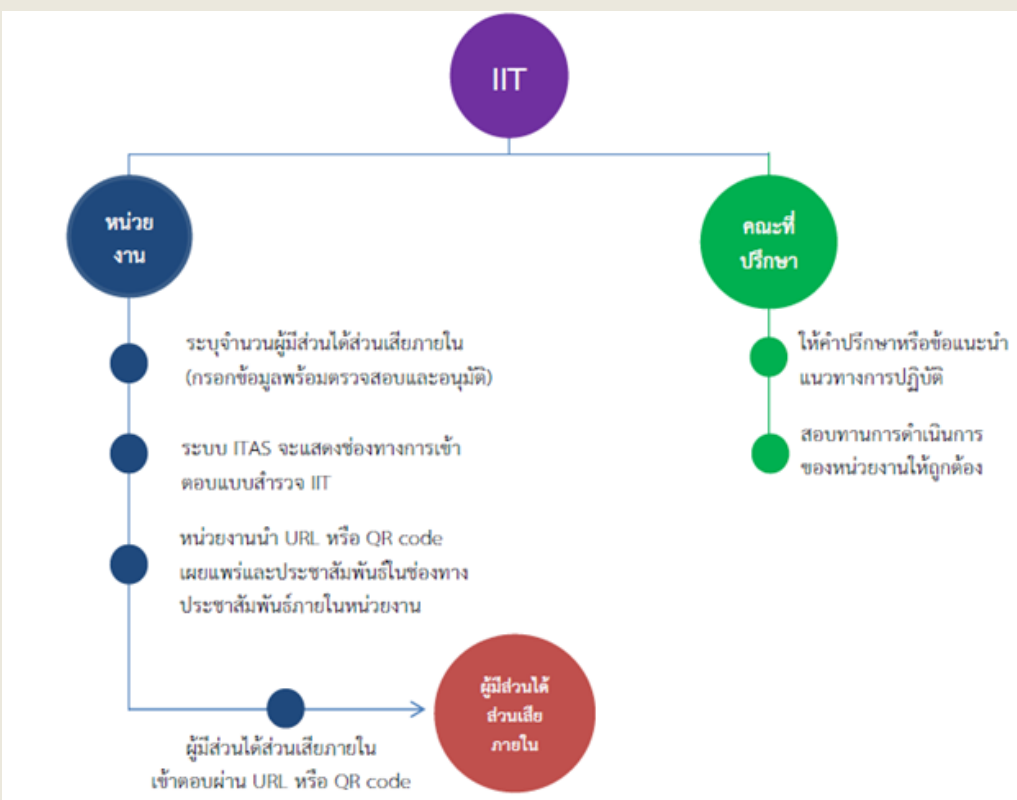 IIT
หน่วย
งาน
ระบุจำนวนผู้มีส่วนได้ส่วนเสียภายใน
(กรอกข้อมูลพร้อมตรวจสอบและอนุมัติ)
ระบบ ITAS จะแสดงช่องทางการเข้า
ตอบแบบสำรวจ IIT
หน่วยงานนำ URL หรือ QR code
เผยแพร่และประชาสัมพันธ์ในช่องทาง
ประชาสัมพันธ์ภายในหน่วยงาน
ผู้มีส่วนได้ส่วนเสียภายใน
เข้าตอบผ่าน URL หรือ QR code
ผู้มีส่วนได้
ส่วนเสีย
ภายใน
คณะที่
ปรึกษา
ให้คำปรึกษาหรือข้อแนะนำ
แนวทางการปฏิบัติ
สอบทานการดำเนินการ
ของหน่วยงานให้ถูกต้อง